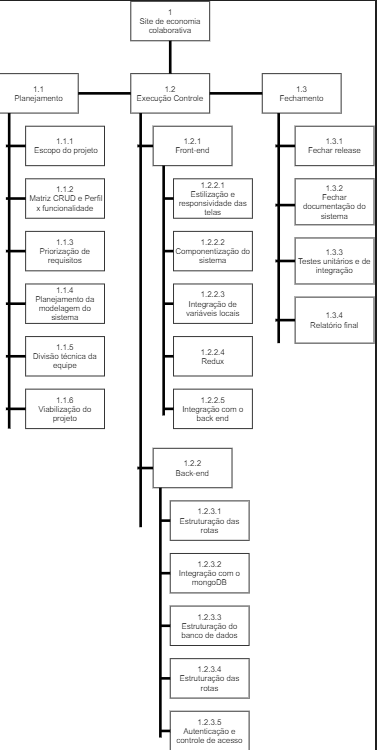 1
Site de economia
colaborativa
1.1
Planejamento
1.2
Execução Controle
1.3
Fechamento
1.1.1
Escopo do projeto
1.1.2
Matriz CRUD e Perfil
x funcionalidade
1.1.3
Priorização de
requisitos
1.1.4
Planejamento da
modelagem do
sistema
1.1.5
Divisão técnica da
equipe
1.1.6
Viabilização do
projeto
1.2.1
Front-end
1.2.2.1
Estilização e
responsividade das
telas
1.2.2.2
Componentização do
sistema
1.2.2.3
Integração de
variáveis locais
1.2.2.4
Redux
1.2.2.5
Integração com o
back end
1.2.2
Back-end
1.2.3.1
Estruturação das
rotas
1.2.3.2
Integração com o
mongoDB
1.2.3.3
Estruturação do
banco de dados
1.2.3.4
Estruturação das
rotas
1.2.3.5
Autenticação e
controle de acesso
1.3.1
Fechar release
1.3.2
Fechar
documentação do
sistema
1.3.3
Testes unitários e de
integração
1.3.4
Relatório final